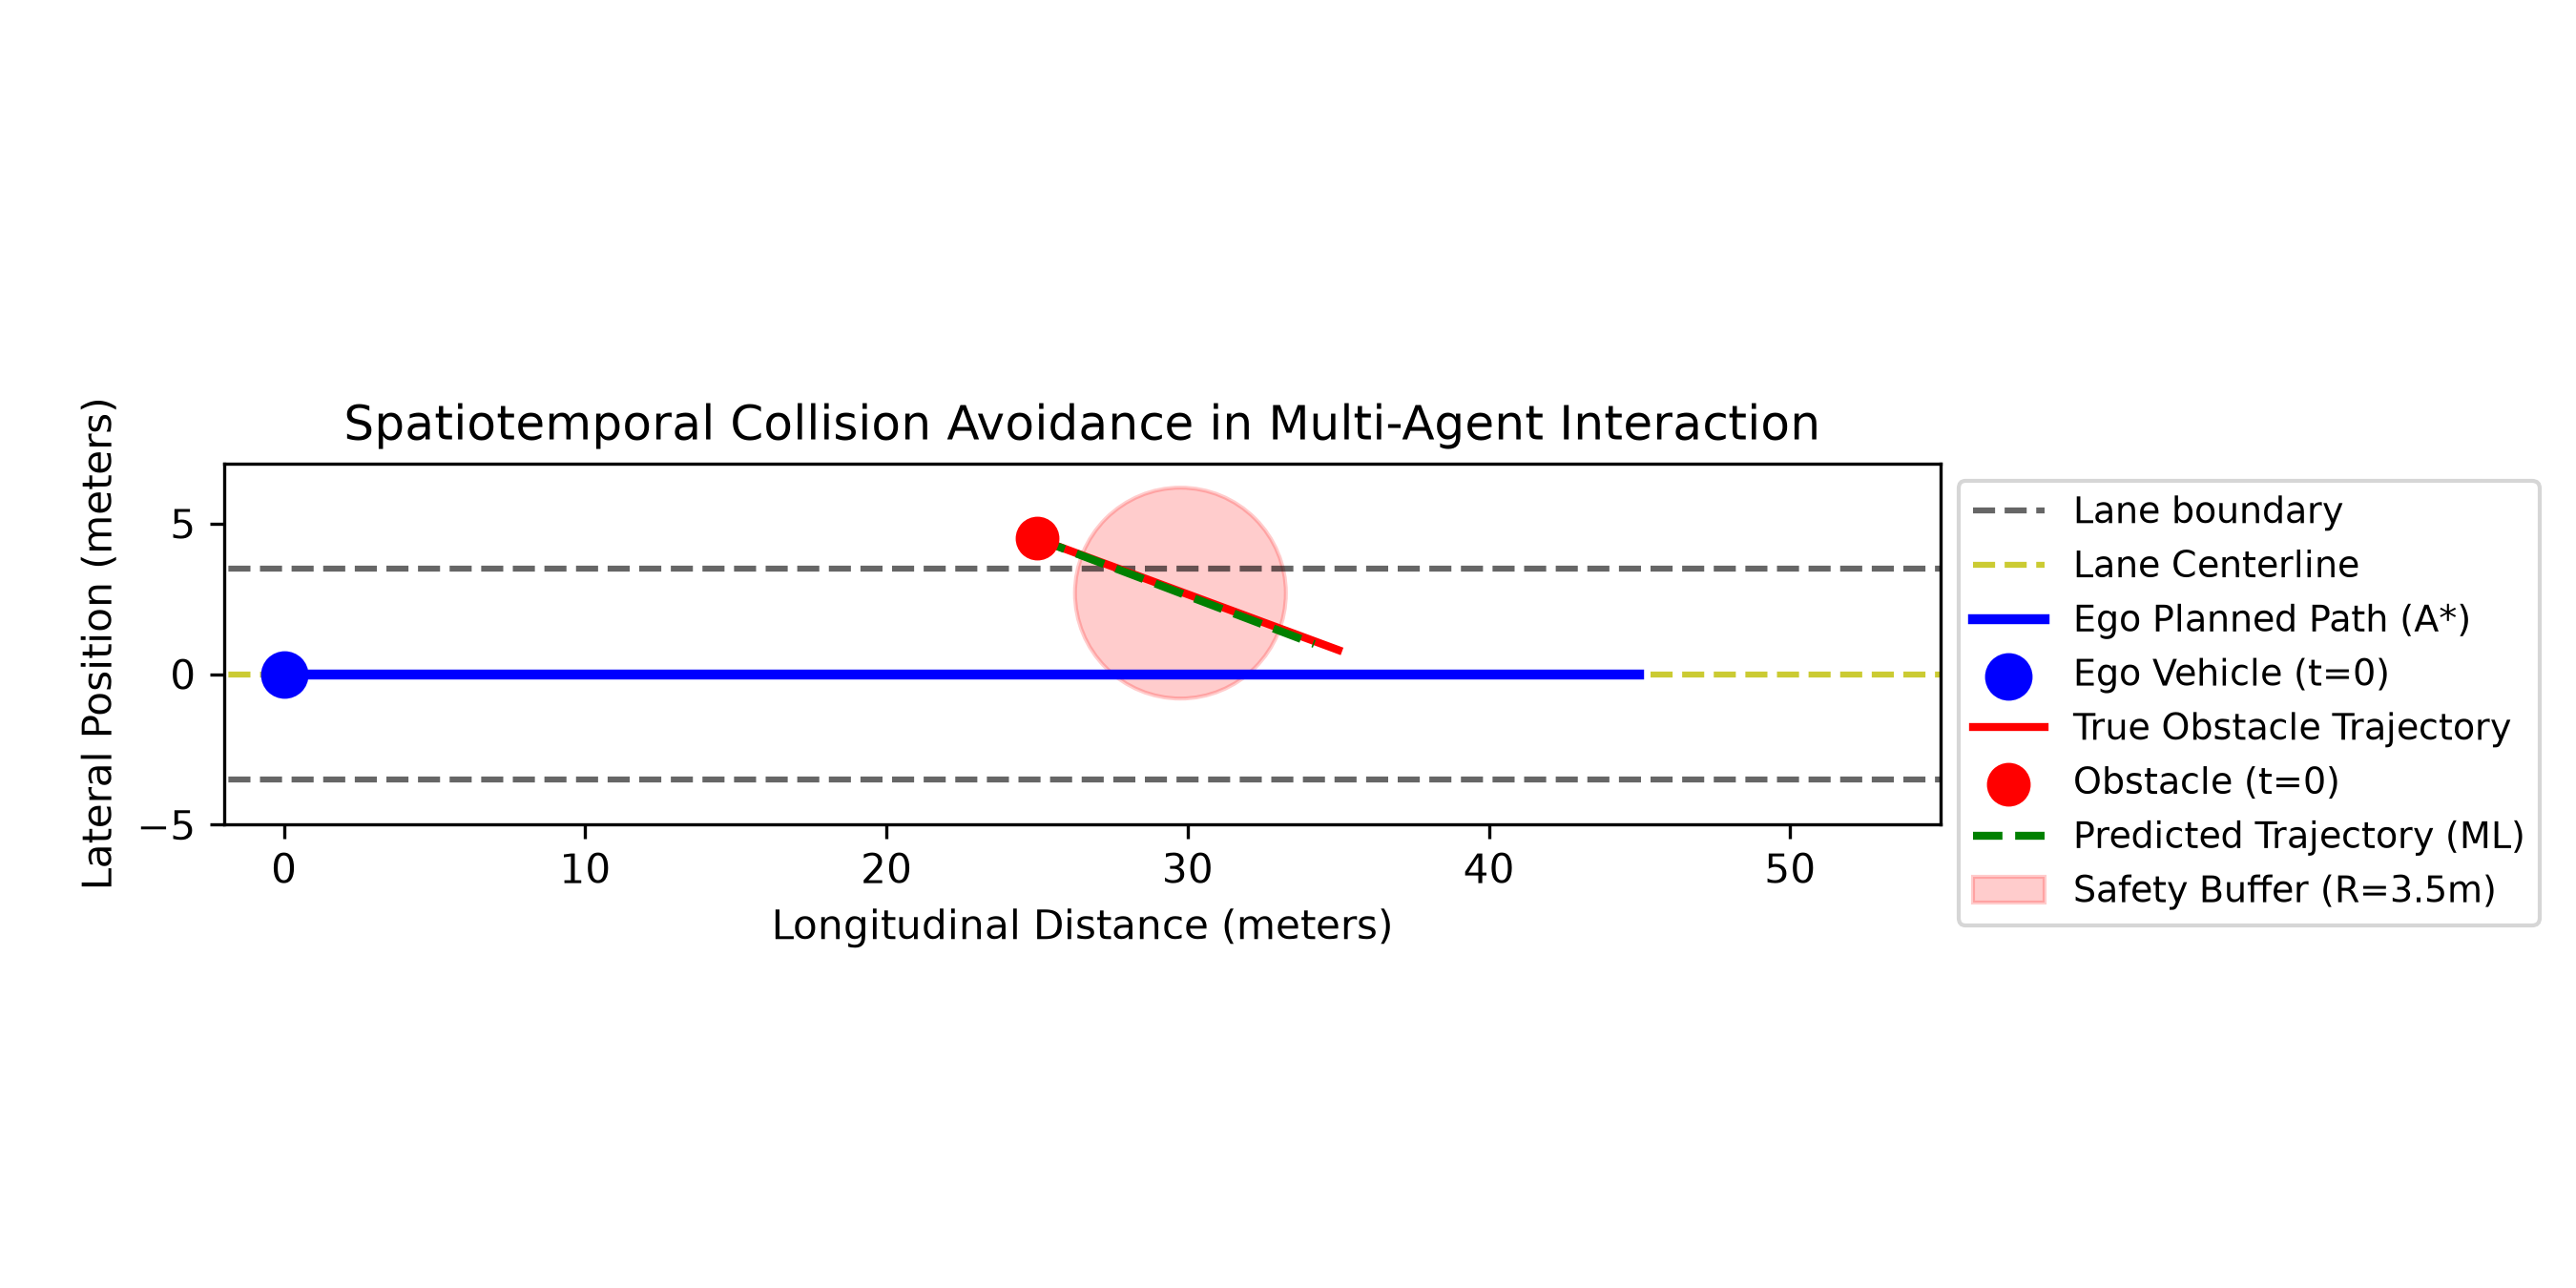 Spatiotemporal Collision Avoidance in Multi-Agent Interaction
Lateral Position (meters)
5
0
−5
0 10 20 30 40 50
Longitudinal Distance (meters)
Lane boundary
Lane Centerline
Ego Planned Path (A*)
Ego Vehicle (t=0)
True Obstacle Trajectory
Obstacle (t=0)
Predicted Trajectory (ML)
Safety Buffer (R=3.5m)